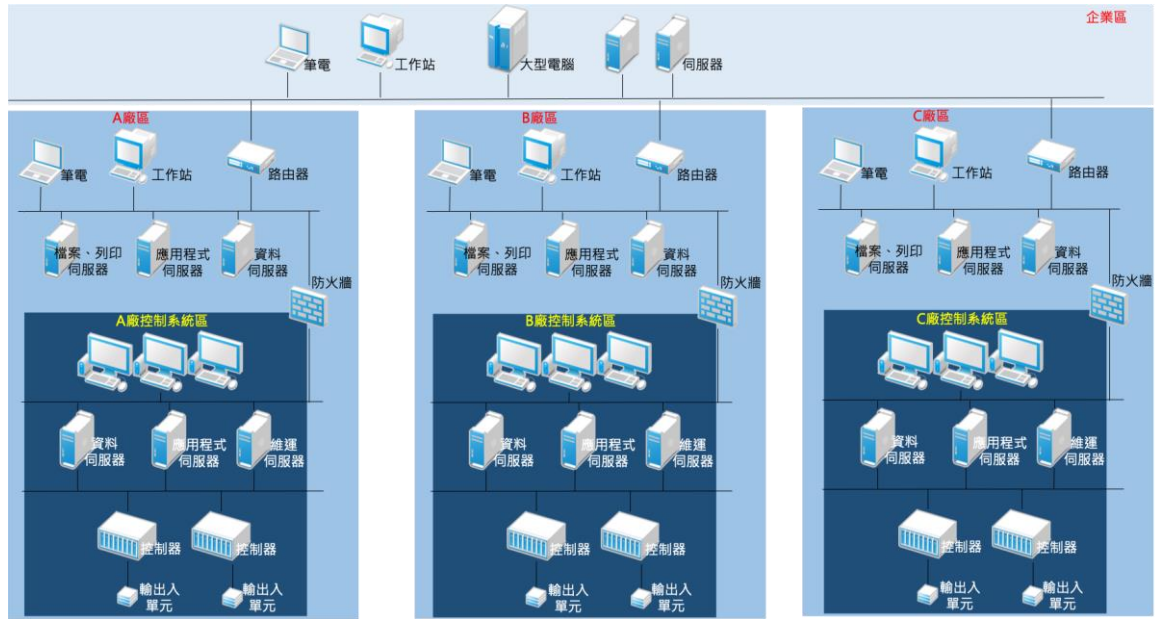 企業區
筆電
工作站
大型電腦
伺服器
A廠區
筆電
工作站
路由器
檔案、列印
伺服器
應用程式
伺服器
資料
伺服器
防火牆
A廠控制系統區
資料
伺服器
應用程式
伺服器
維運
伺服器
控制器
控制器
輸出入
單元
輸出入
單元
B廠區
筆電
工作站
路由器
檔案、列印
伺服器
應用程式
伺服器
資料
伺服器
防火牆
B廠控制系統區
資料
伺服器
應用程式
伺服器
維運
伺服器
控制器
控制器
輸出入
單元
輸出入
單元
C廠區
筆電
工作站
路由器
檔案、列印
伺服器
應用程式
伺服器
資料
伺服器
防火牆
C廠控制系統區
資料
伺服器
應用程式
伺服器
維運
伺服器
控制器
控制器
輸出入
單元
輸出入
單元